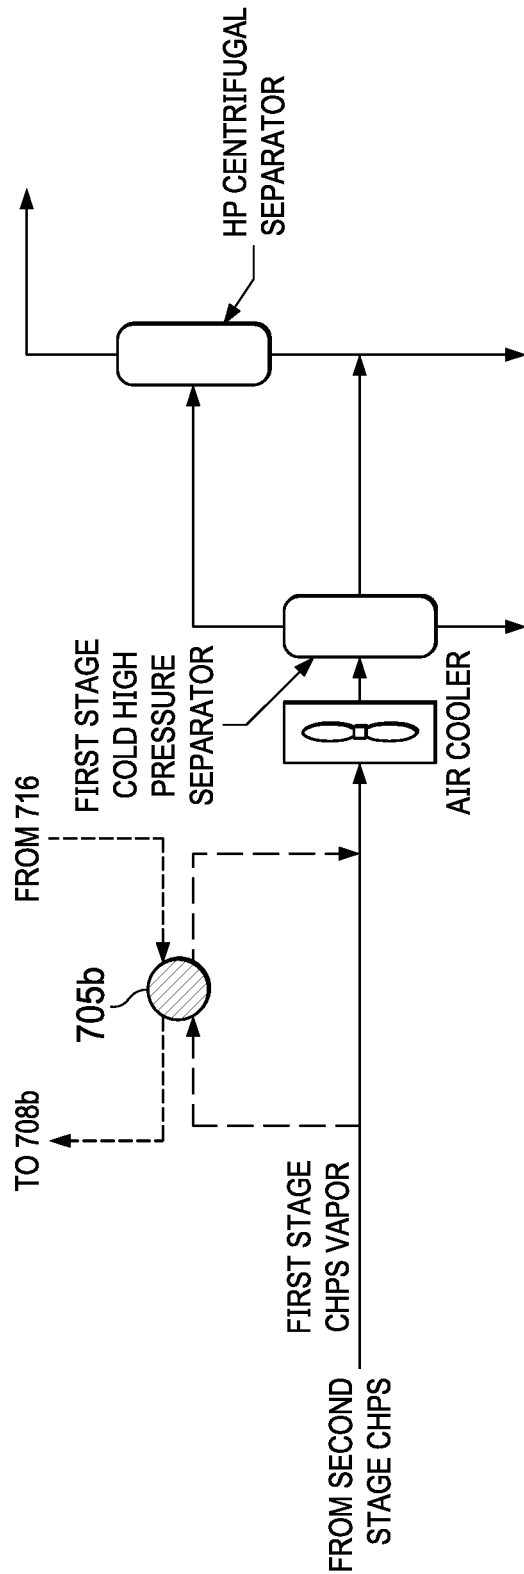 FROM SECOND
STAGE CHPS
FIRST STAGE
CHPS VAPOR
TO 708b
705b
FROM 716
FIRST STAGE
COLD HIGH
PRESSURE
SEPARATOR
AIR COOLER
HP CENTRIFUGAL
SEPARATOR